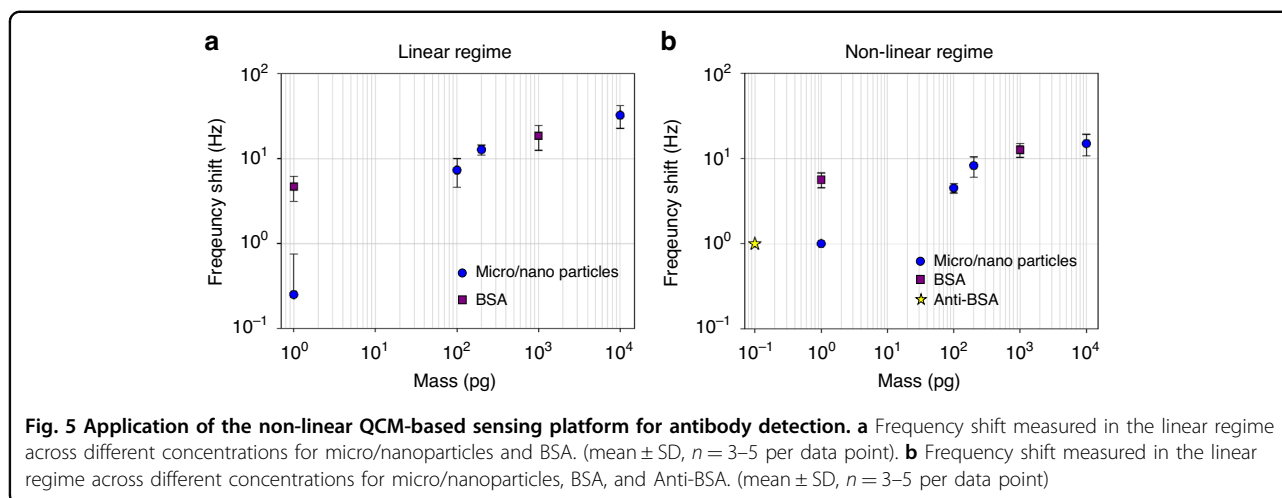 a
Linear regime
10² 
10¹
10⁰
10⁻¹
Freqeuncy shift (Hz)
Micro/nano particles
BSA
10⁰ 10¹ 10² 10³ 10⁴
Mass (pg)
b
Non-linear regime
10²
10¹
10⁰
10⁻¹
Freqeuncy shift (Hz)
Micro/nano particles
BSA
Anti-BSA
10⁻¹ 10⁰ 10¹ 10² 10³ 10⁴
Mass (pg)
Fig. 5 Application of the non-linear QCM-based sensing platform for antibody detection. a Frequency shift measured in the linear regime
across different concentrations for micro/nanoparticles and BSA. (mean ± SD, n = 3–5 per data point). b Frequency shift measured in the linear
regime across different concentrations for micro/nanoparticles, BSA, and Anti-BSA. (mean ± SD, n = 3–5 per data point)